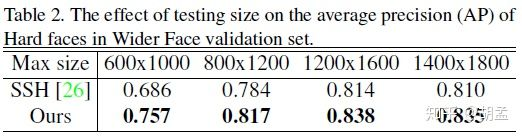 Table 2. The effect of testing size on the average precision (AP) of
Hard faces in Wider Face validation set.
Max size 600x1000 800x1200 1200x1600 1400x1800
SSH [26] 0.686 0.784 0.814 0.810
Ours 0.757 0.817 0.838 0.835
知乎 @胡孟